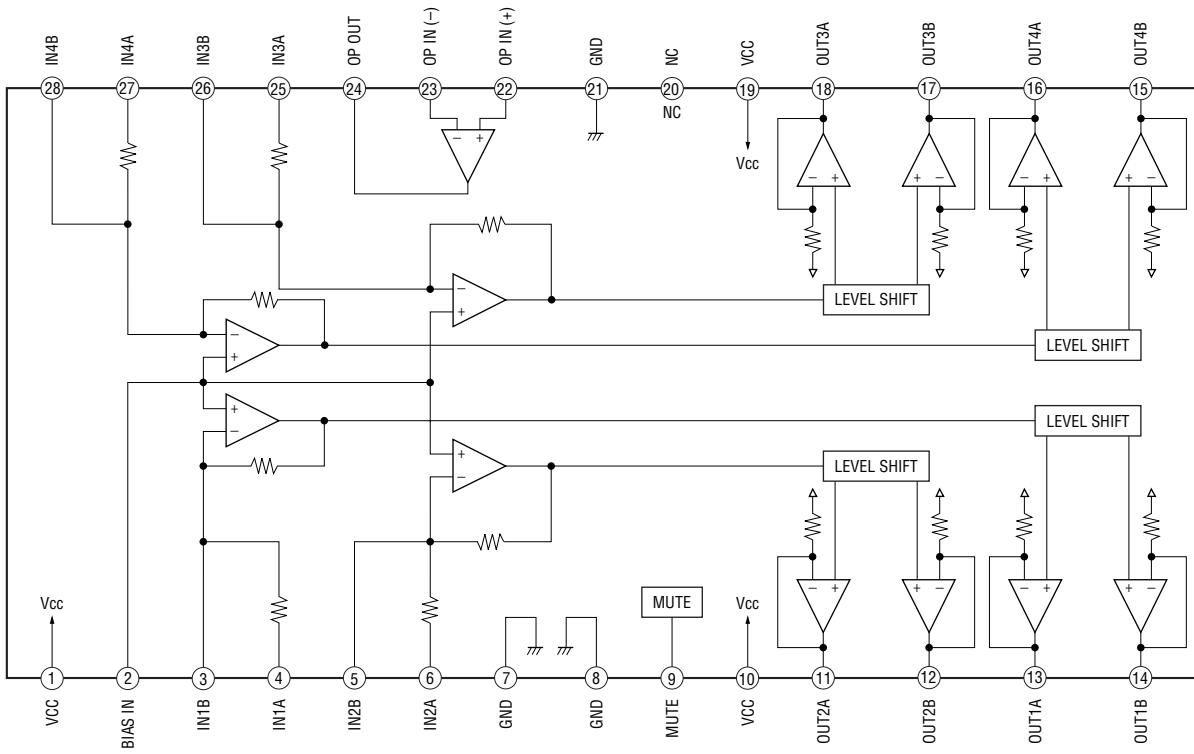 IN4B
IN4A
IN3B
IN3A
OP OUT
OP IN (−)
OP IN (+)
GND
NC
VCC
OUT3A
OUT3B
OUT4A
OUT4B
28
27
26
25
24
23
22
21
20
19
18
17
16
15
NC
− +
Vcc
− +
+ −
− +
+ −
−
+
LEVEL SHIFT
−
+
LEVEL SHIFT
+
−
LEVEL SHIFT
+
−
LEVEL SHIFT
Vcc
MUTE
Vcc
− +
+ −
− +
+ −
1
2
3
4
5
6
7
8
9
10
11
12
13
14
VCC
BIAS IN
IN1B
IN1A
IN2B
IN2A
GND
GND
MUTE
VCC
OUT2A
OUT2B
OUT1A
OUT1B